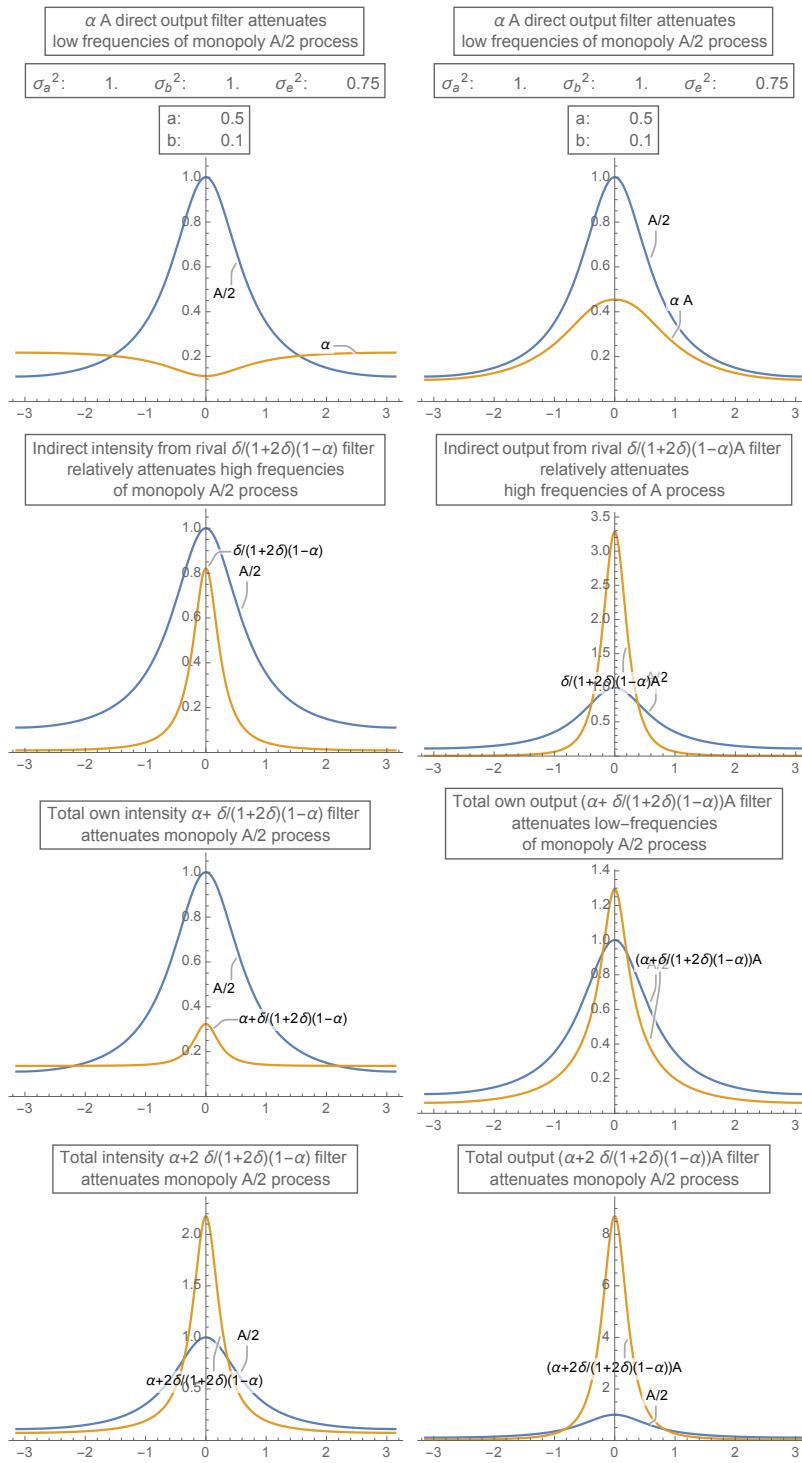 α A direct output filter attenuates
low frequencies of monopoly A/2 process
σa²: 1. σb²: 1. σe²: 0.75
a: 0.5
b: 0.1
1.0
0.8
0.6
0.4
0.2
A/2
α
-3 -2 -1 0 1 2 3
α A direct output filter attenuates
low frequencies of monopoly A/2 process
σa²: 1. σb²: 1. σe²: 0.75
a: 0.5
b: 0.1
1.0
0.8
0.6
0.4
0.2
A/2
α A
-3 -2 -1 0 1 2 3
Indirect intensity from rival δ/(1+2δ)(1-α) filter
relatively attenuates high frequencies
of monopoly A/2 process
1.0
0.8
0.6
0.4
0.2
δ/(1+2δ)(1-α)
A/2
-3 -2 -1 0 1 2 3
Indirect output from rival δ/(1+2δ)(1-α)A filter
relatively attenuates
high frequencies of A process
3.5
3.0
2.5
2.0
1.5
1.0
0.5
A/2
δ/(1+2δ)(1-α)A
-3 -2 -1 0 1 2 3
Total own intensity α+ δ/(1+2δ)(1-α) filter
attenuates monopoly A/2 process
1.0
0.8
0.6
0.4
0.2
A/2
α+δ/(1+2δ)(1-α)
-3 -2 -1 0 1 2 3
Total own output (α+ δ/(1+2δ)(1-α))A filter
attenuates low-frequencies
of monopoly A/2 process
1.4
1.2
1.0
0.8
0.6
0.4
0.2
(α+δ/(1+2δ)(1-α))A
A/2
-3 -2 -1 0 1 2 3
Total intensity α+2 δ/(1+2δ)(1-α) filter
attenuates monopoly A/2 process
2.0
1.5
1.0
0.5
A/2
α+2δ/(1+2δ)(1-α)
-3 -2 -1 0 1 2 3
Total output (α+2 δ/(1+2δ)(1-α))A filter
attenuates monopoly A/2 process
8
6
4
2
(α+2δ/(1+2δ)(1-α))A
A/2
-3 -2 -1 0 1 2 3